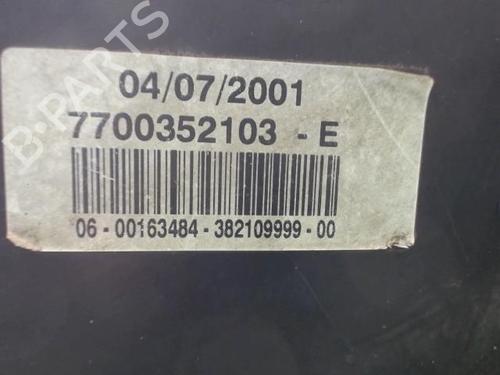 B-PARTS
04/07/2001
7700352103 - E
06 - 00163484 - 382109999 - 00